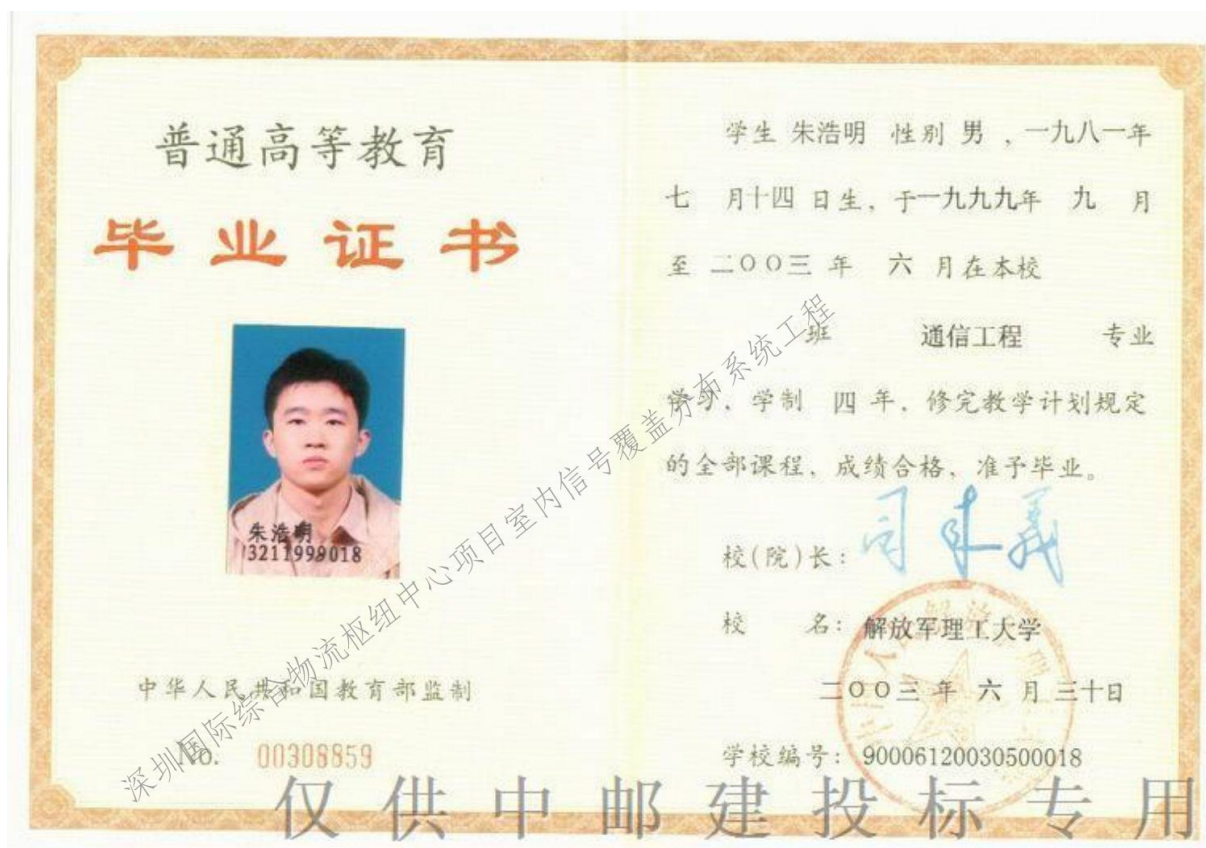 普通高等教育
毕业证书
朱浩明
3211999018
中华人民共和国教育部监制
No. 00308859
学生 朱浩明 性别 男 ，一九八一年
七 月十四 日生，于一九九九年 九 月
至 二〇〇三 年 六 月在本校
班 通信工程 专业
学习，学制 四 年，修完教学计划规定
的全部课程，成绩合格，准予毕业。
校(院)长：
校 名：解放军理工大学
二〇〇三 年 六 月 三十日
学校编号：90006120030500018
深圳国际综合物流枢纽中心项目室内信号覆盖分布系统工程
仅供中邮建投标专用